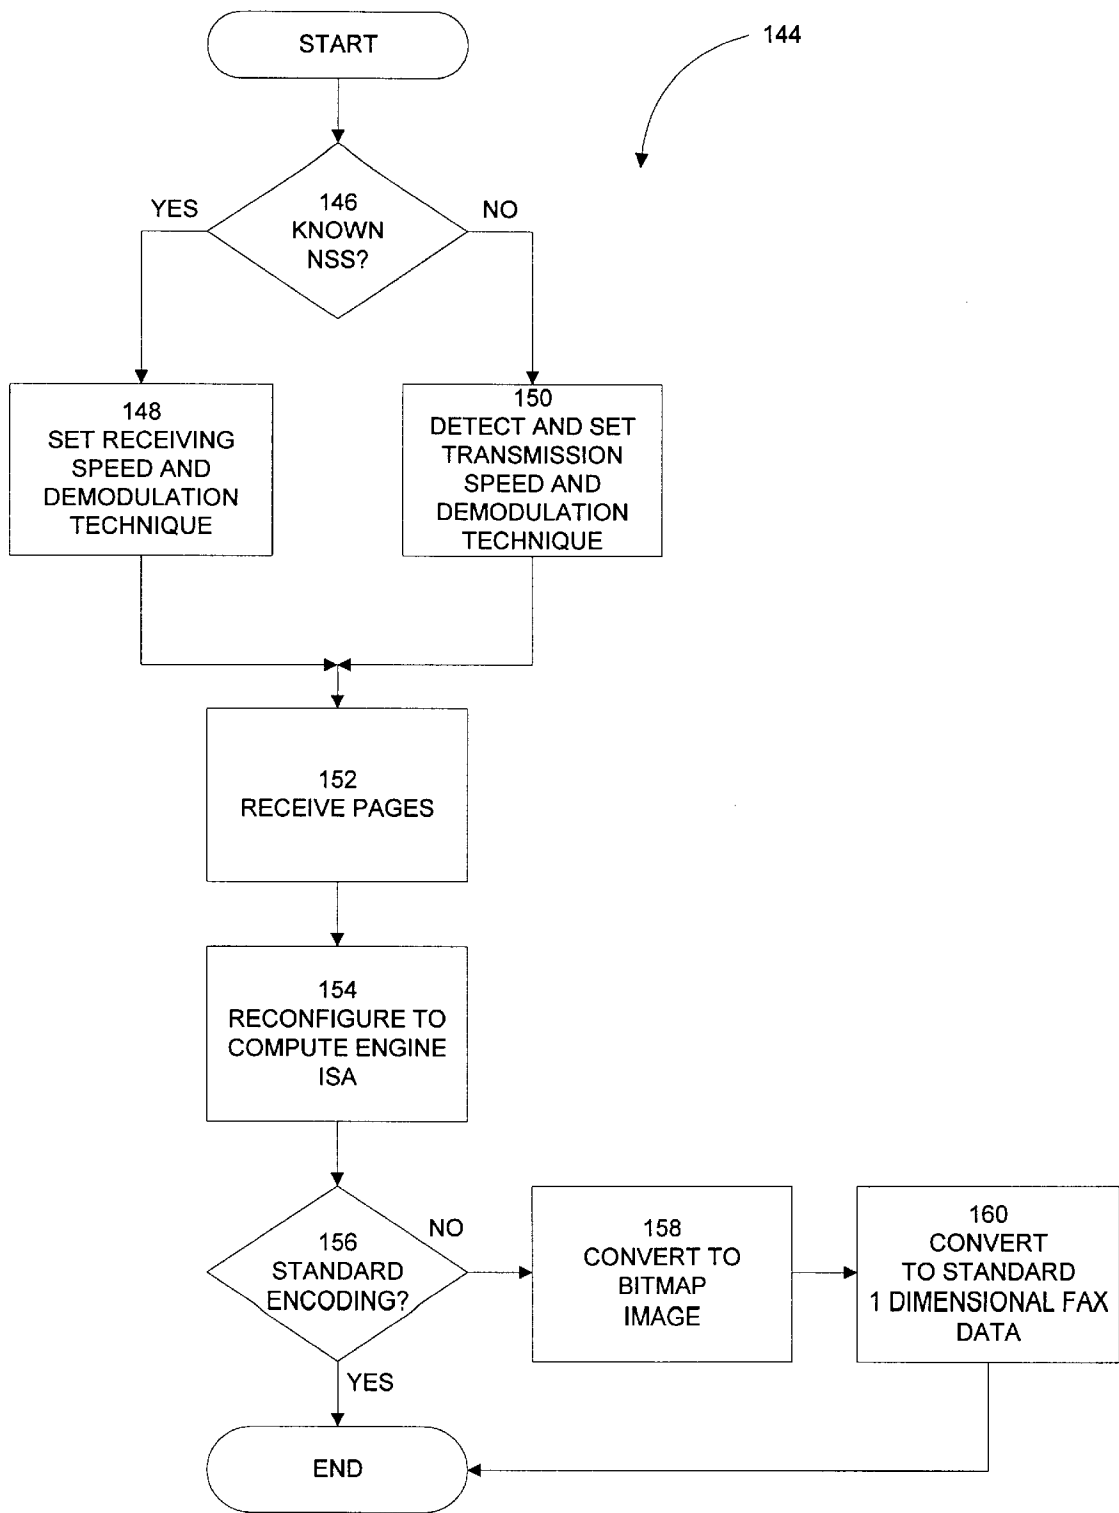 START
144
146
KNOWN
NSS?
YES
NO
148
SET RECEIVING
SPEED AND
DEMODULATION
TECHNIQUE
150
DETECT AND SET
TRANSMISSION
SPEED AND
DEMODULATION
TECHNIQUE
152
RECEIVE PAGES
154
RECONFIGURE TO
COMPUTE ENGINE
ISA
156
STANDARD
ENCODING?
NO
158
CONVERT TO
BITMAP
IMAGE
160
CONVERT
TO STANDARD
1 DIMENSIONAL FAX
DATA
YES
END